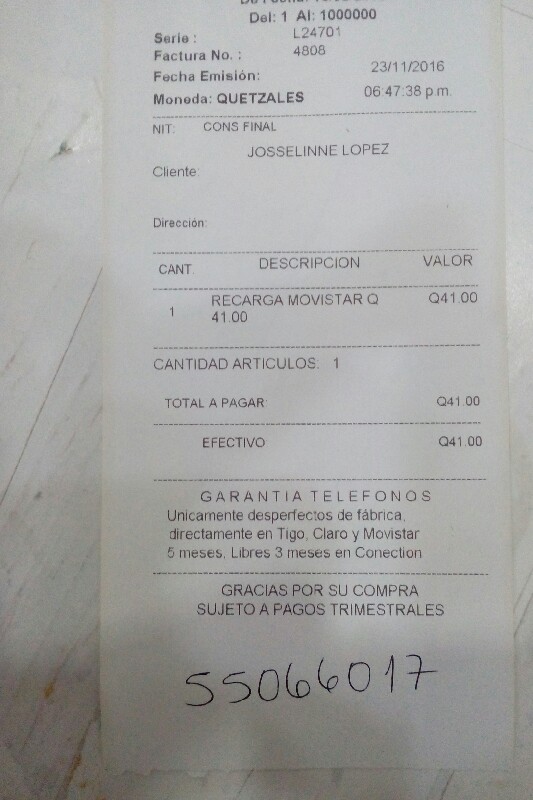 Del: 1 Al: 1000000
Serie : L24701
Factura No. : 4808
Fecha Emisión: 23/11/2016
Moneda: QUETZALES 06:47:38 p.m.
NIT: CONS FINAL
JOSSELINNE LOPEZ
Cliente:
Dirección:
CANT. DESCRIPCION VALOR
1 RECARGA MOVISTAR Q Q41.00
41.00
CANTIDAD ARTICULOS: 1
TOTAL A PAGAR Q41.00
EFECTIVO Q41.00
GARANTIA TELEFONOS
Unicamente desperfectos de fábrica,
directamente en Tigo, Claro y Movistar
6 meses, Libres 3 meses en Conection
GRACIAS POR SU COMPRA
SUJETO A PAGOS TRIMESTRALES
55066017